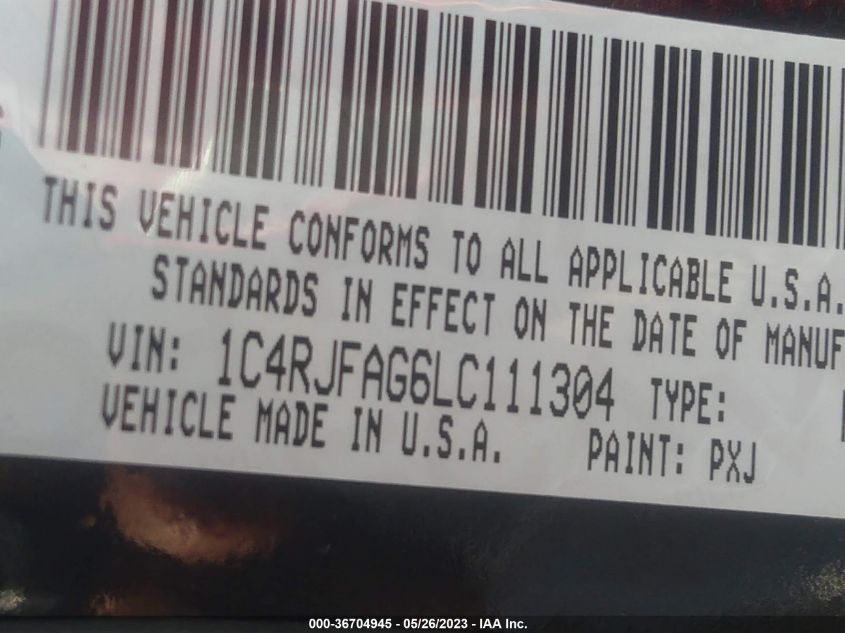 THIS VEHICLE CONFORMS TO ALL APPLICABLE U.S.A.
STANDARDS IN EFFECT ON THE DATE OF MANUF
VIN: 1C4RJFAG6LC111304 TYPE:
VEHICLE MADE IN U.S.A. PAINT: PXJ
000-36704945 - 05/26/2023 - IAA Inc.